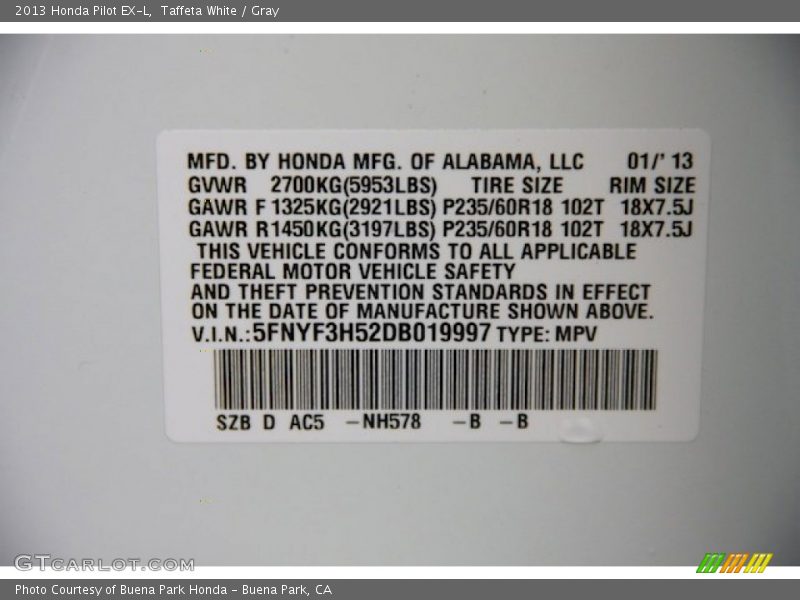 2013 Honda Pilot EX-L, Taffeta White / Gray
MFD. BY HONDA MFG. OF ALABAMA, LLC 01/' 13
GVWR 2700KG(5953LBS) TIRE SIZE RIM SIZE
GAWR F 1325KG(2921LBS) P235/60R18 102T 18X7.5J
GAWR R1450KG(3197LBS) P235/60R18 102T 18X7.5J
THIS VEHICLE CONFORMS TO ALL APPLICABLE
FEDERAL MOTOR VEHICLE SAFETY
AND THEFT PREVENTION STANDARDS IN EFFECT
ON THE DATE OF MANUFACTURE SHOWN ABOVE.
V.I.N.:5FNYF3H52DB019997 TYPE: MPV
SZB D AC5 -NH578 -B -B
GTCARLOT.COM
Photo Courtesy of Buena Park Honda - Buena Park, CA